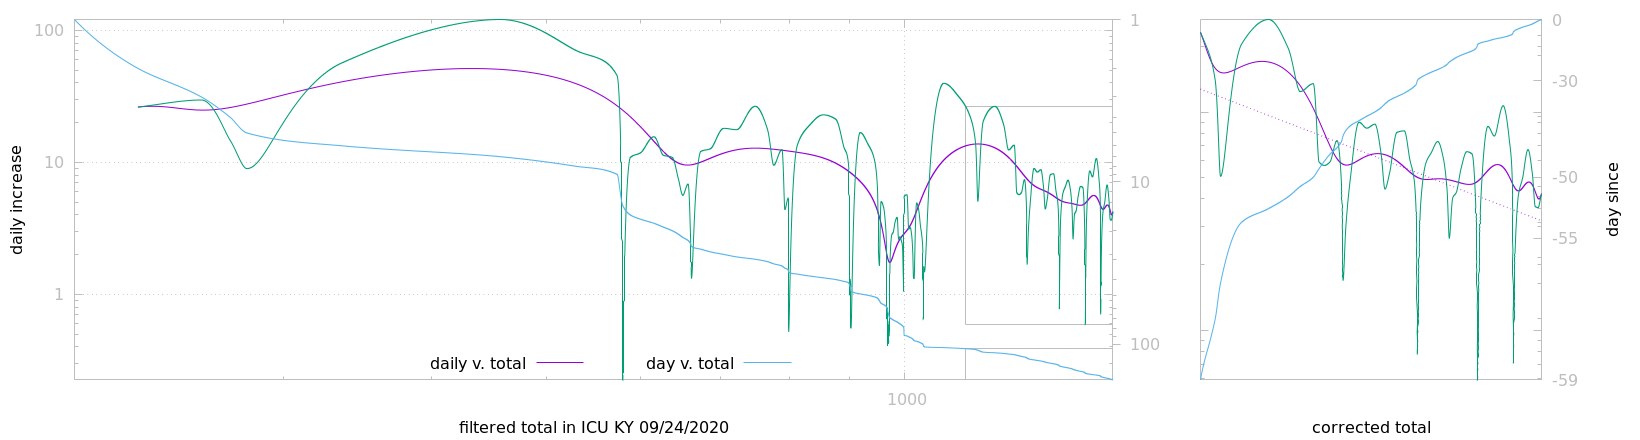 100
10
1
daily increase
daily v. total
day v. total
1
10
100
1000
filtered total in ICU KY 09/24/2020
0
-30
-50
-55
-59
day since
corrected total